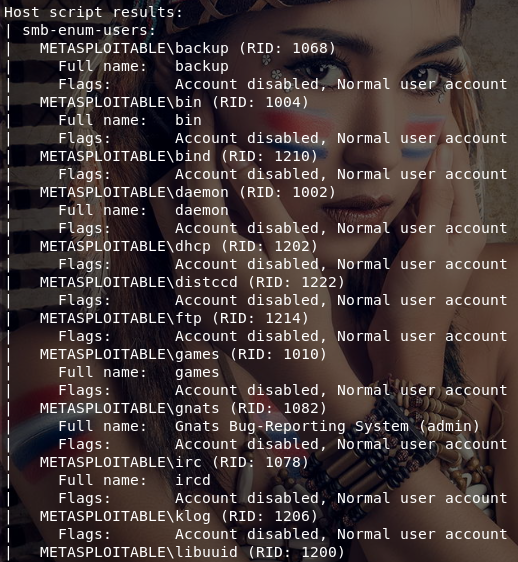 Host script results:
| smb-enum-users:
|   METASPLOITABLE\backup (RID: 1068)
|     Full name:   backup
|     Flags:       Account disabled, Normal user account
|   METASPLOITABLE\bin (RID: 1004)
|     Full name:   bin
|     Flags:       Account disabled, Normal user account
|   METASPLOITABLE\bind (RID: 1210)
|     Flags:       Account disabled, Normal user account
|   METASPLOITABLE\daemon (RID: 1002)
|     Full name:   daemon
|     Flags:       Account disabled, Normal user account
|   METASPLOITABLE\dhcp (RID: 1202)
|     Flags:       Account disabled, Normal user account
|   METASPLOITABLE\distccd (RID: 1222)
|     Flags:       Account disabled, Normal user account
|   METASPLOITABLE\ftp (RID: 1214)
|     Flags:       Account disabled, Normal user account
|   METASPLOITABLE\games (RID: 1010)
|     Full name:   games
|     Flags:       Account disabled, Normal user account
|   METASPLOITABLE\gnats (RID: 1082)
|     Full name:   Gnats Bug-Reporting System (admin)
|     Flags:       Account disabled, Normal user account
|   METASPLOITABLE\irc (RID: 1078)
|     Full name:   ircd
|     Flags:       Account disabled, Normal user account
|   METASPLOITABLE\klog (RID: 1206)
|     Flags:       Account disabled, Normal user account
|   METASPLOITABLE\libuuid (RID: 1200)